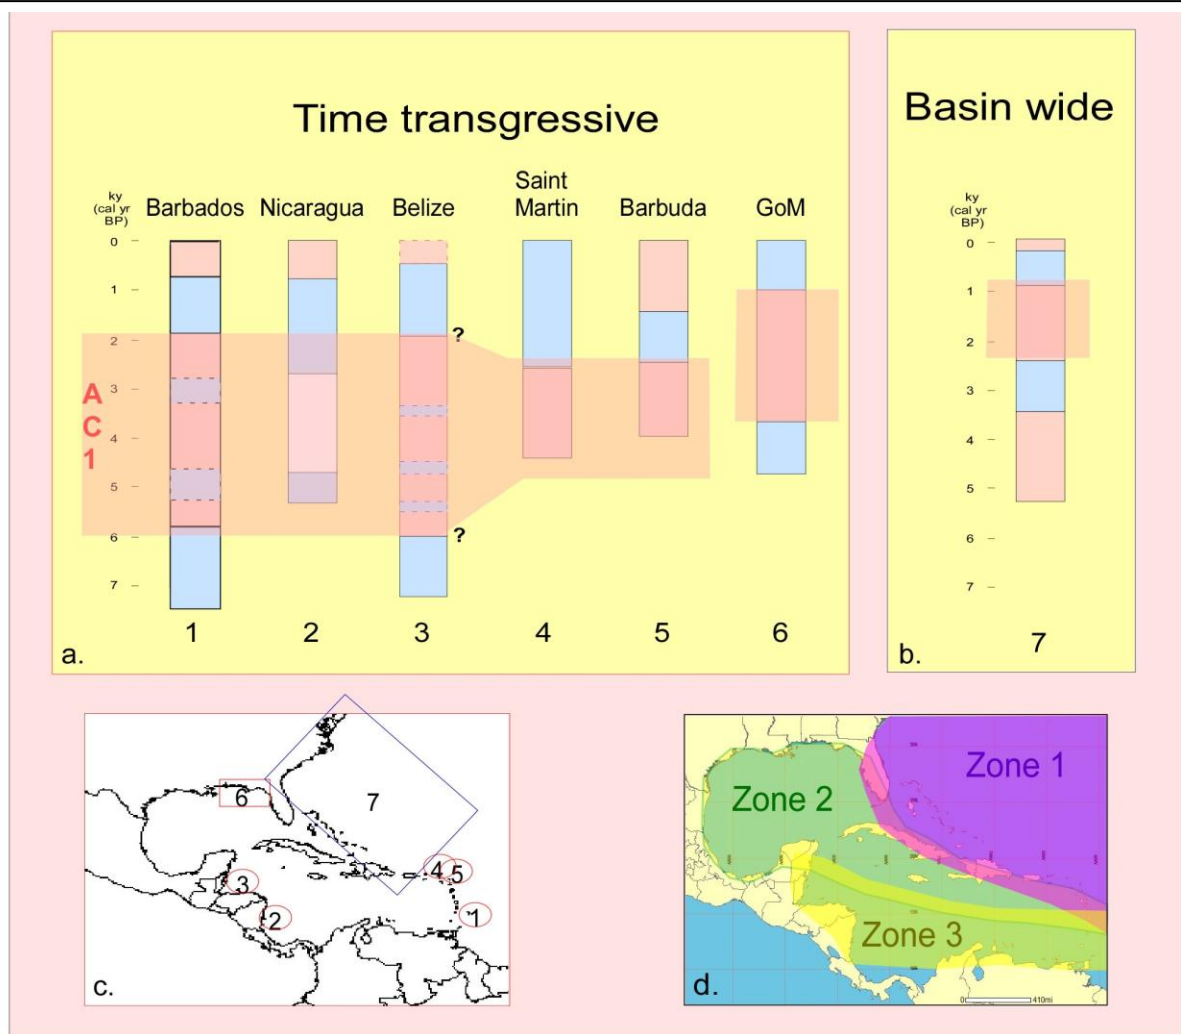 Time transgressive
Basin wide
ky
(cal yr
BP)
Barbados
Nicaragua
Belize
Saint
Martin
Barbuda
GoM
0
1
2
3
4
5
6
7
A
C
1
?
?
1
2
3
4
5
6
a.
ky
(cal yr
BP)
0
1
2
3
4
5
6
7
7
b.
6
7
3
2
4
5
1
c.
Zone 1
Zone 2
Zone 3
d.
0
410mi